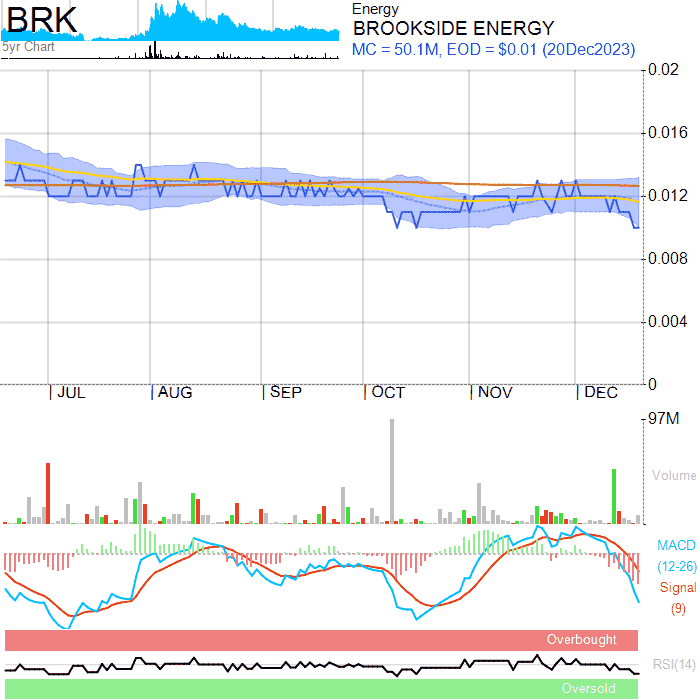 BRK
5yr Chart
Energy
BROOKSIDE ENERGY
MC = 50.1M, EOD = $0.01 (20Dec2023)
0.02
0.016
0.012
0.008
0.004
0
JUL AUG SEP OCT NOV DEC
97M
Volume
MACD
(12-26)
Signal
(9)
Overbought
RSI(14)
Oversold